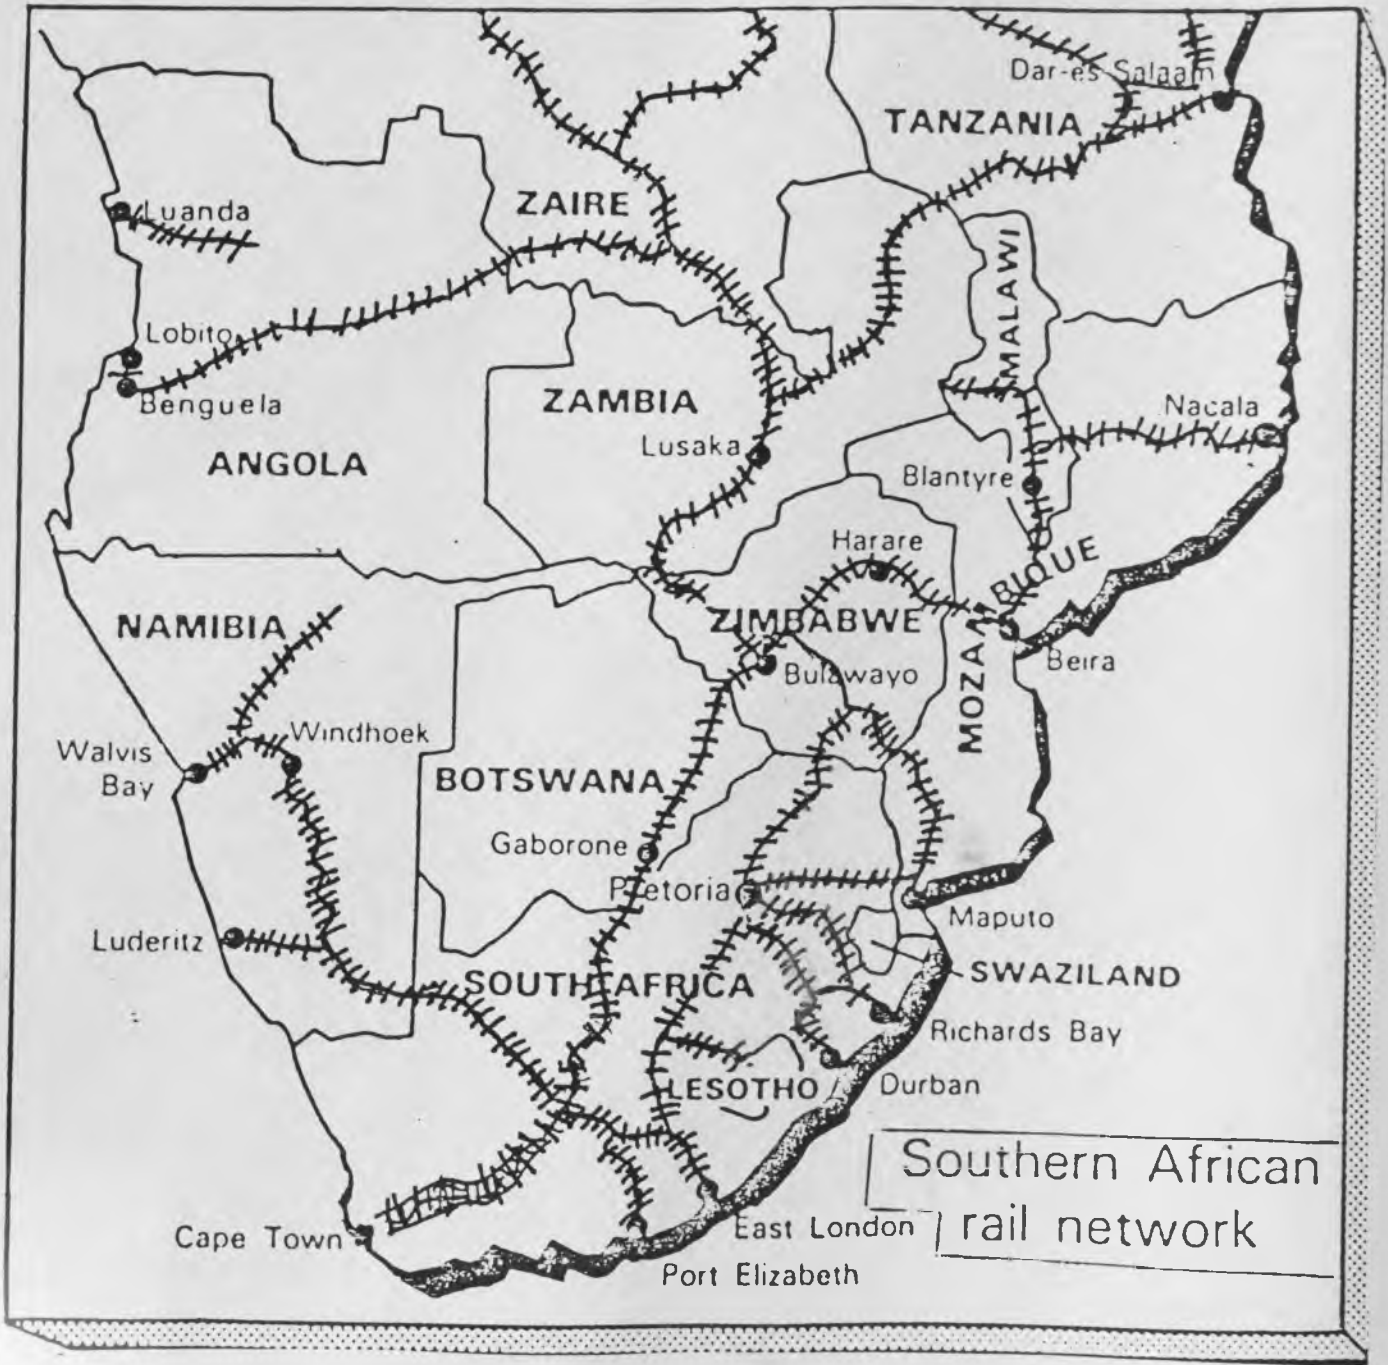 Dar-es Salaam
TANZANIA
ZAIRE
Luanda
MALAWI
Lobito
Benguela
ZAMBIA
Nacala
Lusaka
ANGOLA
Blantyre
Harare
MOZAMBIQUE
NAMIBIA
ZIMBABWE
Beira
Bulawayo
Windhoek
Walvis
Bay
BOTSWANA
Gaborone
Pretoria
Maputo
Luderitz
SWAZILAND
SOUTH AFRICA
Richards Bay
LESOTHO
Durban
Southern African
rail network
East London
Cape Town
Port Elizabeth